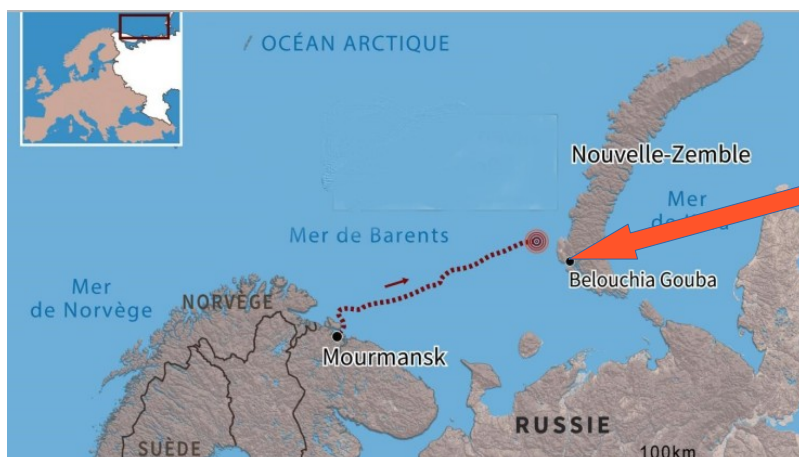 OCÉAN ARCTIQUE
Nouvelle-Zemble
Mer
Mer de Barents
Belouchia Gouba
Mer
de Norvège
NORVÈGE
Mourmansk
RUSSIE
SUÈDE
100km